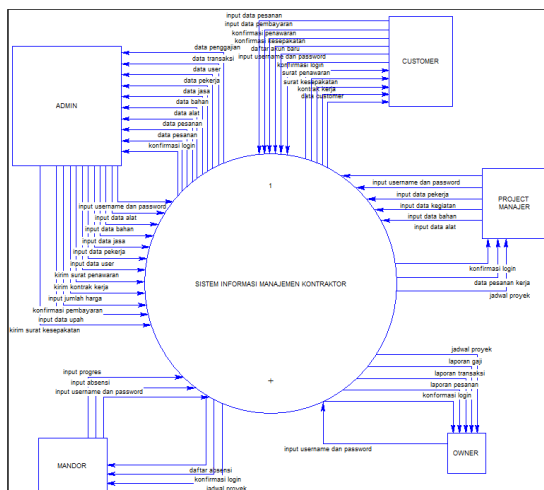 input data pesanan
input data pembayaran
konfirmasi penawaran
konfirmasi kesepakatan
daftar akun baru
input username dan password
konfirmasi login
surat penawaran
surat kesepakatan
kontrak kerja
data customer
CUSTOMER
ADMIN
data penggajian
data transaksi
data user
data pekerja
data jasa
data bahan
data alat
data pesanan
data pesanan
konfirmasi login
input username dan password
input data alat
input data bahan
input data jasa
input data pekerja
input data user
kirim surat penawaran
kirim kontrak kerja
input jumlah harga
konfirmasi pembayaran
input data upah
kirim surat kesepakatan
1
SISTEM INFORMASI MANAJEMEN KONTRAKTOR
+
PROJECT
MANAJER
input username dan password
input data pekerja
input data kegiatan
input data bahan
input data alat
konfirmasi login
data pesanan kerja
jadwal proyek
jadwal proyek
laporan gaji
laporan transaksi
laporan pesanan
konformasi login
input username dan password
OWNER
input progres
input absensi
input username dan password
MANDOR
daftar absensi
konfirmasi login
jadwal proyek